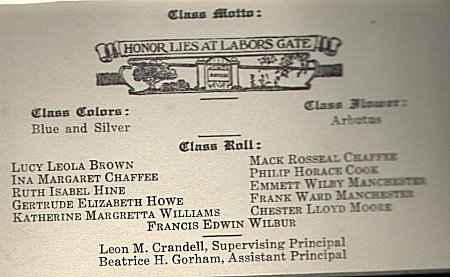 Class Motto:
HONOR LIES AT LABORS GATE
Class Colors:
Blue and Silver
Class Flower:
Arbutus
Class Roll:
LUCY LEOLA BROWN
INA MARGARET CHAFFEE
RUTH ISABEL HINE
GERTRUDE ELIZABETH HOWE
KATHERINE MARGRETTA WILLIAMS
MACK ROSSEAL CHAFFEE
PHILIP HORACE COOK
EMMETT WILBY MANCHESTER
FRANK WARD MANCHESTER
CHESTER LLOYD MOORE
FRANCIS EDWIN WILBUR
Leon M. Crandell, Supervising Principal
Beatrice H. Gorham, Assistant Principal